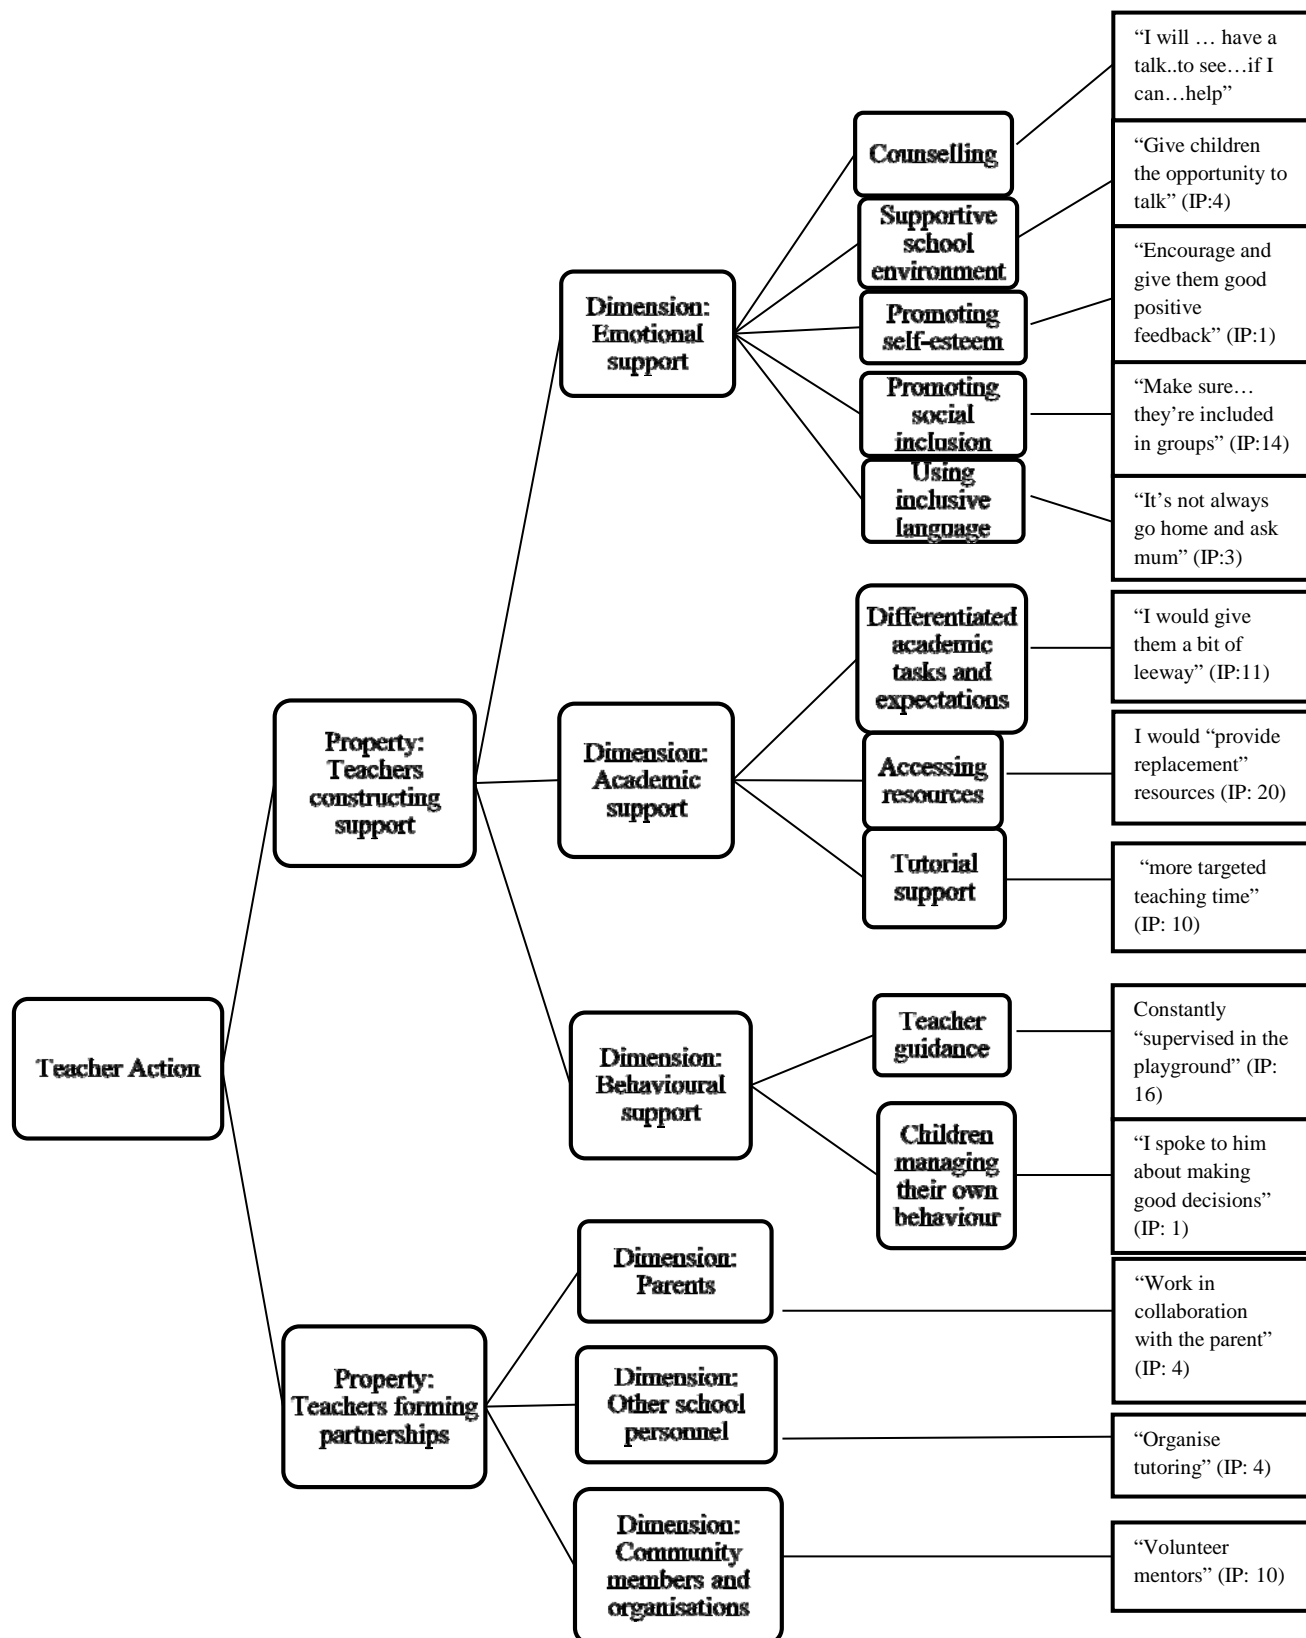 Teacher Action
Property:
Teachers
constructing
support
Dimension:
Emotional
support
Counselling
“I will … have a
talk..to see…if I
can…help”
Supportive
school
environment
“Give children
the opportunity to
talk” (IP:4)
Promoting
self-esteem
“Encourage and
give them good
positive
feedback” (IP:1)
Promoting
social
inclusion
“Make sure…
they’re included
in groups” (IP:14)
Using
inclusive
language
“It’s not always
go home and ask
mum” (IP:3)
Dimension:
Academic
support
Differentiated
academic
tasks and
expectations
“I would give
them a bit of
leeway” (IP:11)
Accessing
resources
I would “provide
replacement”
resources (IP: 20)
Tutorial
support
“more targeted
teaching time”
(IP: 10)
Dimension:
Behavioural
support
Teacher
guidance
Constantly
“supervised in the
playground” (IP:
16)
Children
managing
their own
behaviour
“I spoke to him
about making
good decisions”
(IP: 1)
Property:
Teachers forming
partnerships
Dimension:
Parents
“Work in
collaboration
with the parent”
(IP: 4)
Dimension:
Other school
personnel
“Organise
tutoring” (IP: 4)
Dimension:
Community
members and
organisations
“Volunteer
mentors” (IP: 10)